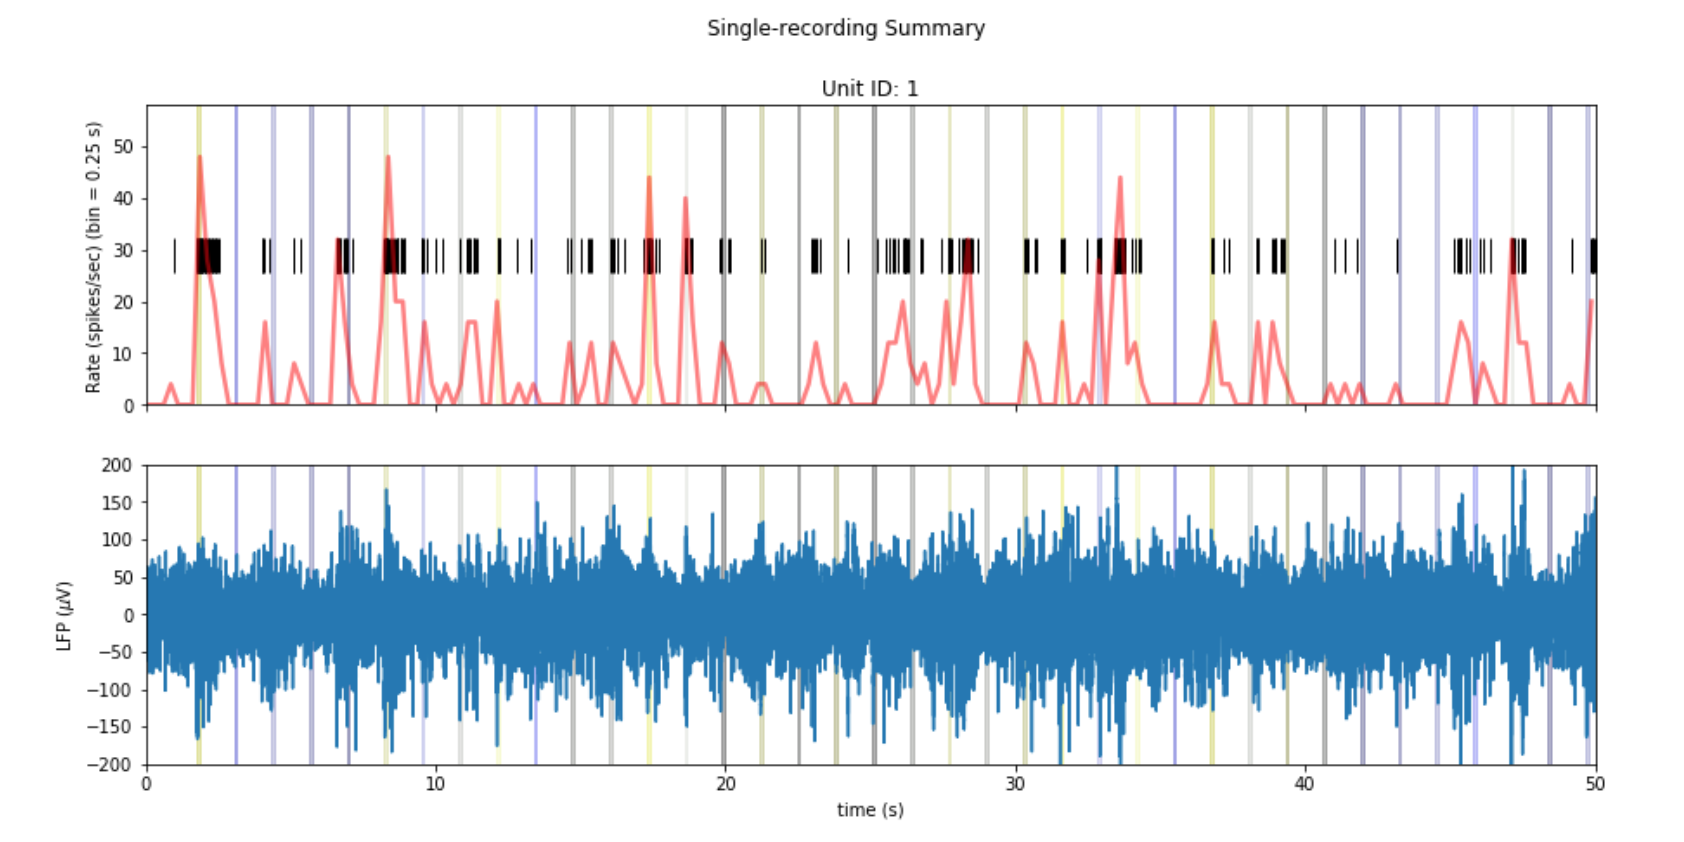 Single-recording Summary
Unit ID: 1
Rate (spikes/sec) (bin = 0.25 s)
50
40
30
20
10
0
LFP (μV)
200
150
100
50
0
−50
−100
−150
−200
0 10 20 30 40 50
time (s)